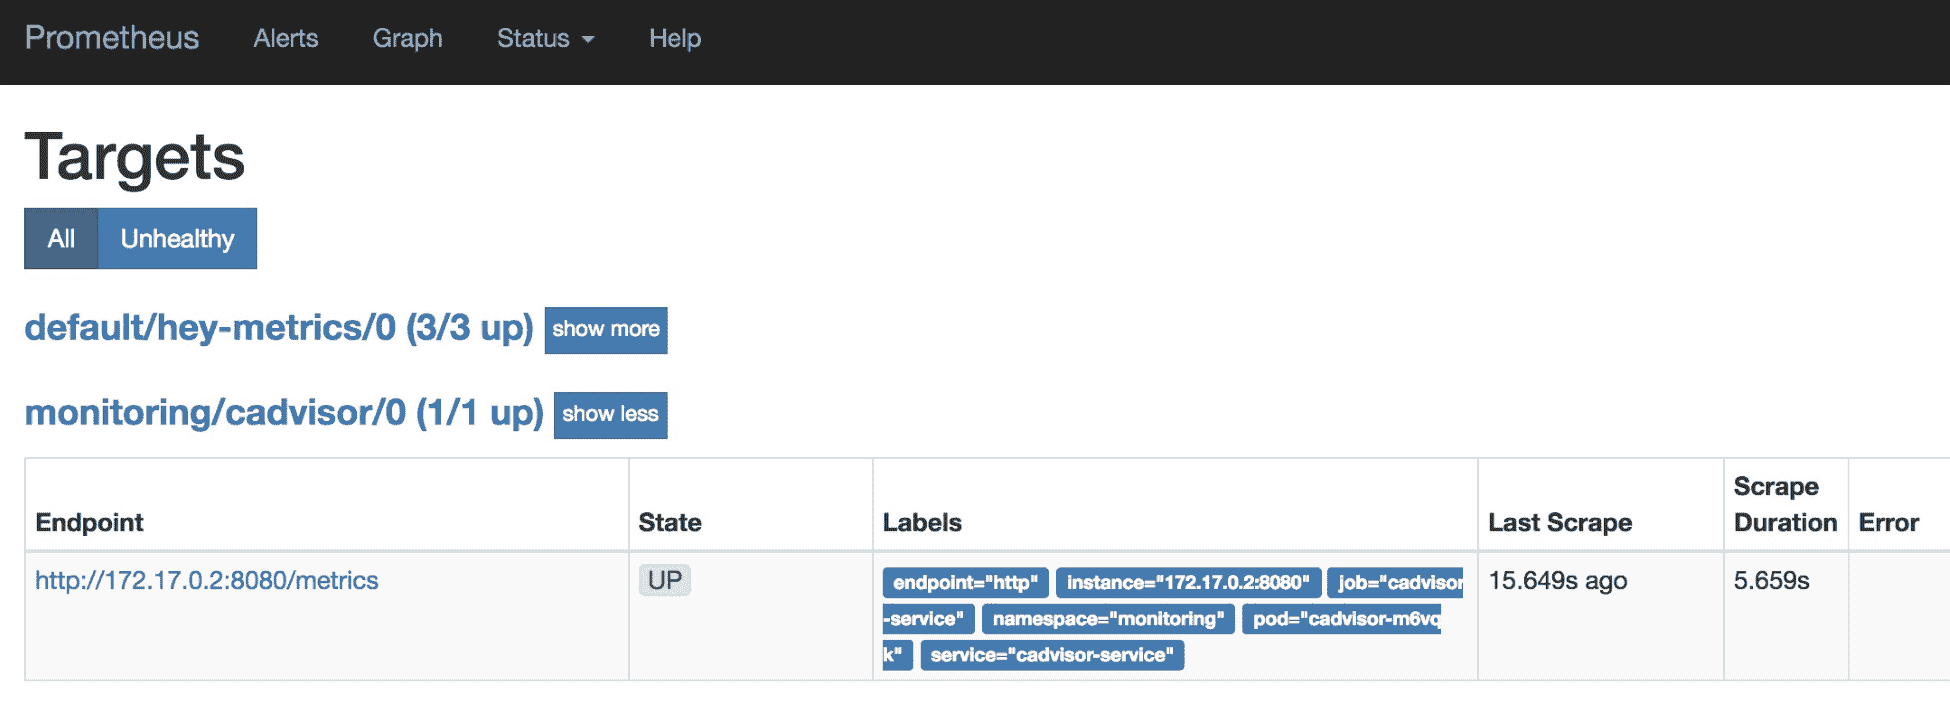 Prometheus Alerts Graph Status Help
Targets
All Unhealthy
default/hey-metrics/0 (3/3 up) show more
monitoring/cadvisor/0 (1/1 up) show less
Endpoint State Labels Last Scrape Scrape Duration Error
http://172.17.0.2:8080/metrics UP endpoint="http" instance="172.17.0.2:8080" job="cadvisor 15.649s ago 5.659s
-service" namespace="monitoring" pod="cadvisor-m6vq
k" service="cadvisor-service"